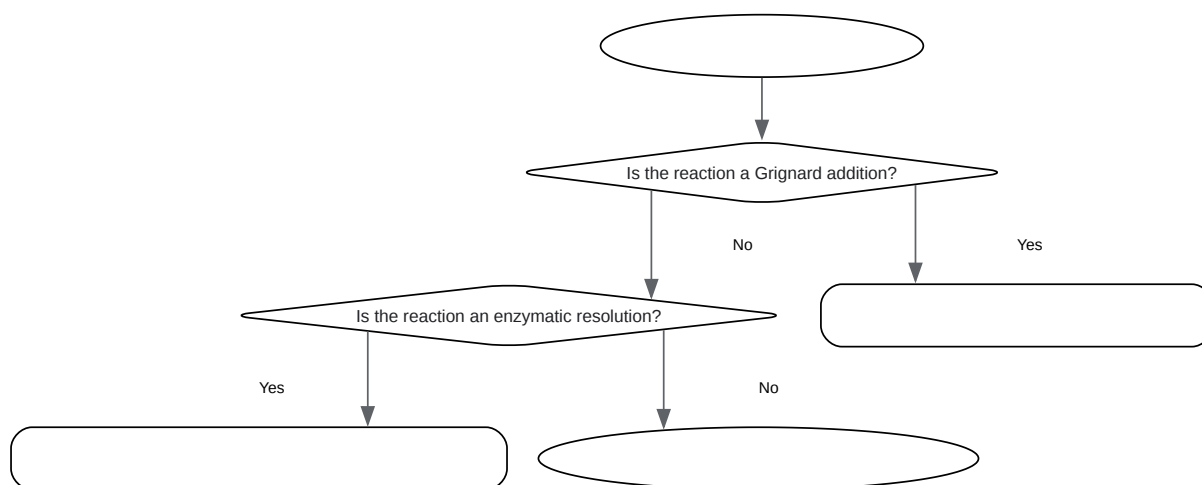 Is the reaction a Grignard addition?
No
Yes
Is the reaction an enzymatic resolution?
Yes
No